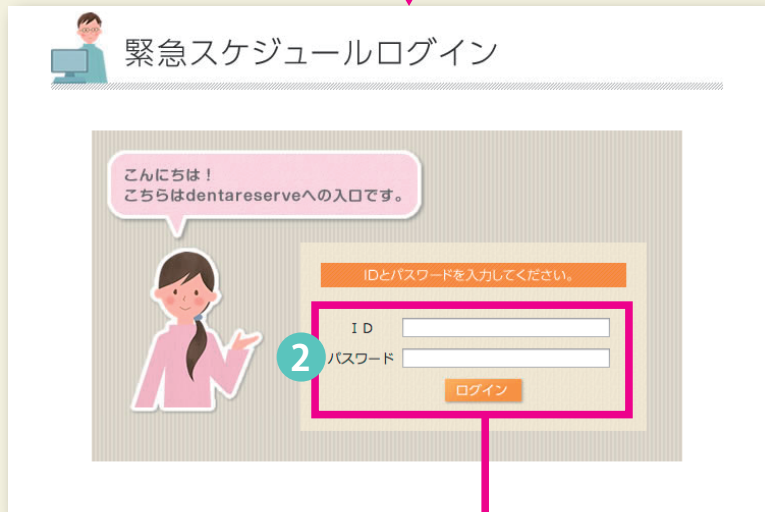 緊急スケジュールログイン
こんにちは！
こちらはdentareserveへの入口です。
IDとパスワードを入力してください。
ＩＤ
2
パスワード
ログイン